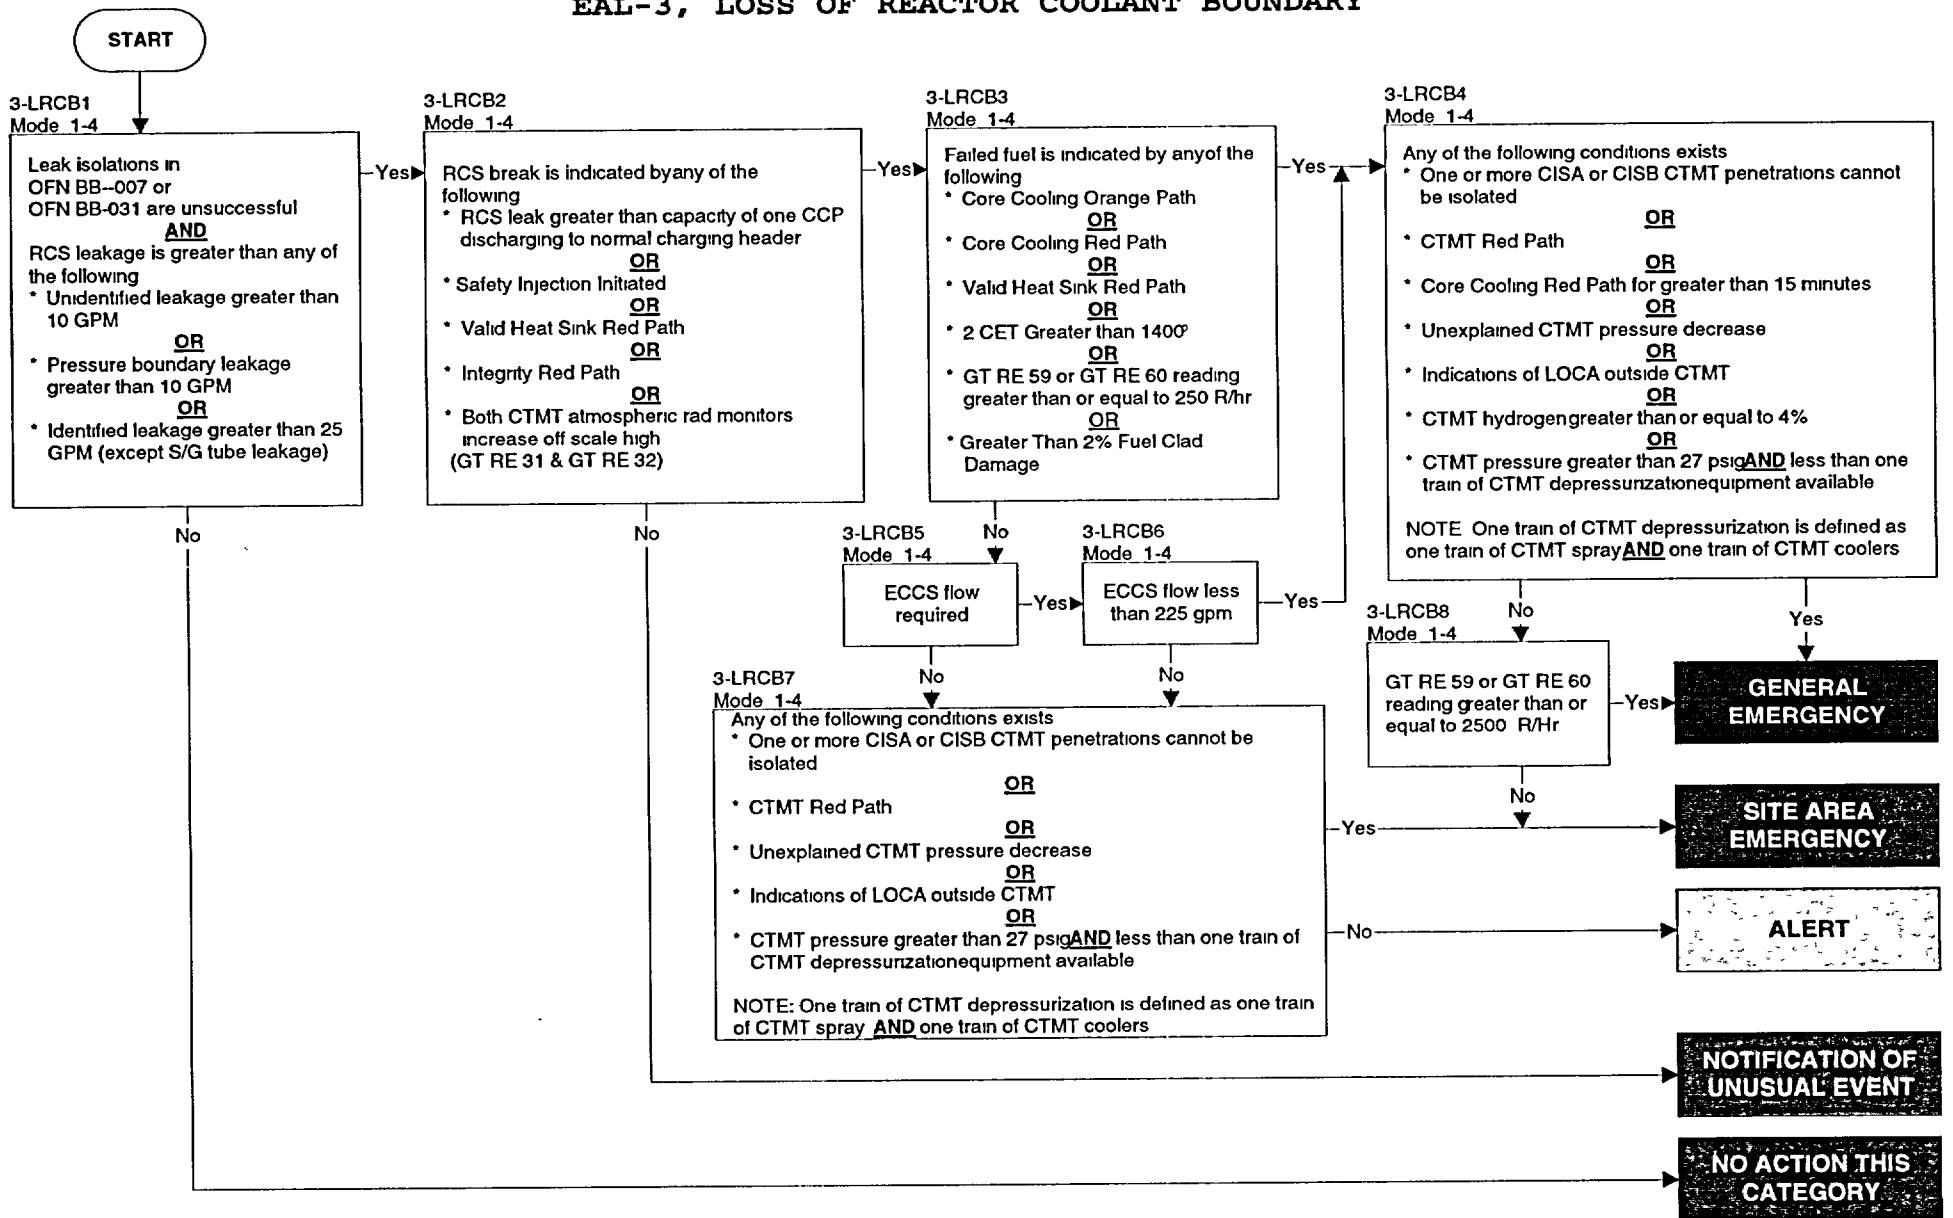 EAL-3, LOSS OF REACTOR COOLANT BOUNDARY
START
3-LRCB1
Mode 1-4
Leak isolations in
OFN BB--007 or
OFN BB-031 are unsuccessful
AND
RCS leakage is greater than any of
the following
* Unidentified leakage greater than
10 GPM
OR
* Pressure boundary leakage
greater than 10 GPM
OR
* Identified leakage greater than 25
GPM (except S/G tube leakage)
Yes
No
3-LRCB2
Mode 1-4
RCS break is indicated byany of the
following
* RCS leak greater than capacity of one CCP
discharging to normal charging header
OR
* Safety Injection Initiated
OR
* Valid Heat Sink Red Path
OR
* Integrity Red Path
OR
* Both CTMT atmospheric rad monitors
increase off scale high
(GT RE 31 & GT RE 32)
Yes
No
3-LRCB3
Mode 1-4
Failed fuel is indicated by anyof the
following
* Core Cooling Orange Path
OR
* Core Cooling Red Path
OR
* Valid Heat Sink Red Path
OR
* 2 CET Greater than 1400º
OR
* GT RE 59 or GT RE 60 reading
greater than or equal to 250 R/hr
OR
* Greater Than 2% Fuel Clad
Damage
Yes
No
3-LRCB4
Mode 1-4
Any of the following conditions exists
* One or more CISA or CISB CTMT penetrations cannot
be isolated
OR
* CTMT Red Path
OR
* Core Cooling Red Path for greater than 15 minutes
OR
* Unexplained CTMT pressure decrease
OR
* Indications of LOCA outside CTMT
OR
* CTMT hydrogengreater than or equal to 4%
OR
* CTMT pressure greater than 27 psigAND less than one
train of CTMT depressurizationequipment available
NOTE One train of CTMT depressurization is defined as
one train of CTMT sprayAND one train of CTMT coolers
No
Yes
3-LRCB5
Mode 1-4
ECCS flow
required
Yes
No
3-LRCB6
Mode 1-4
ECCS flow less
than 225 gpm
Yes
No
3-LRCB8
Mode 1-4
GT RE 59 or GT RE 60
reading greater than or
equal to 2500 R/Hr
Yes
No
3-LRCB7
Mode 1-4
Any of the following conditions exists
* One or more CISA or CISB CTMT penetrations cannot be
isolated
OR
* CTMT Red Path
OR
* Unexplained CTMT pressure decrease
OR
* Indications of LOCA outside CTMT
OR
* CTMT pressure greater than 27 psigAND less than one train of
CTMT depressurizationequipment available
NOTE: One train of CTMT depressurization is defined as one train
of CTMT spray AND one train of CTMT coolers
Yes
No
GENERAL
EMERGENCY
SITE AREA
EMERGENCY
ALERT
NOTIFICATION OF
UNUSUAL EVENT
NO ACTION THIS
CATEGORY